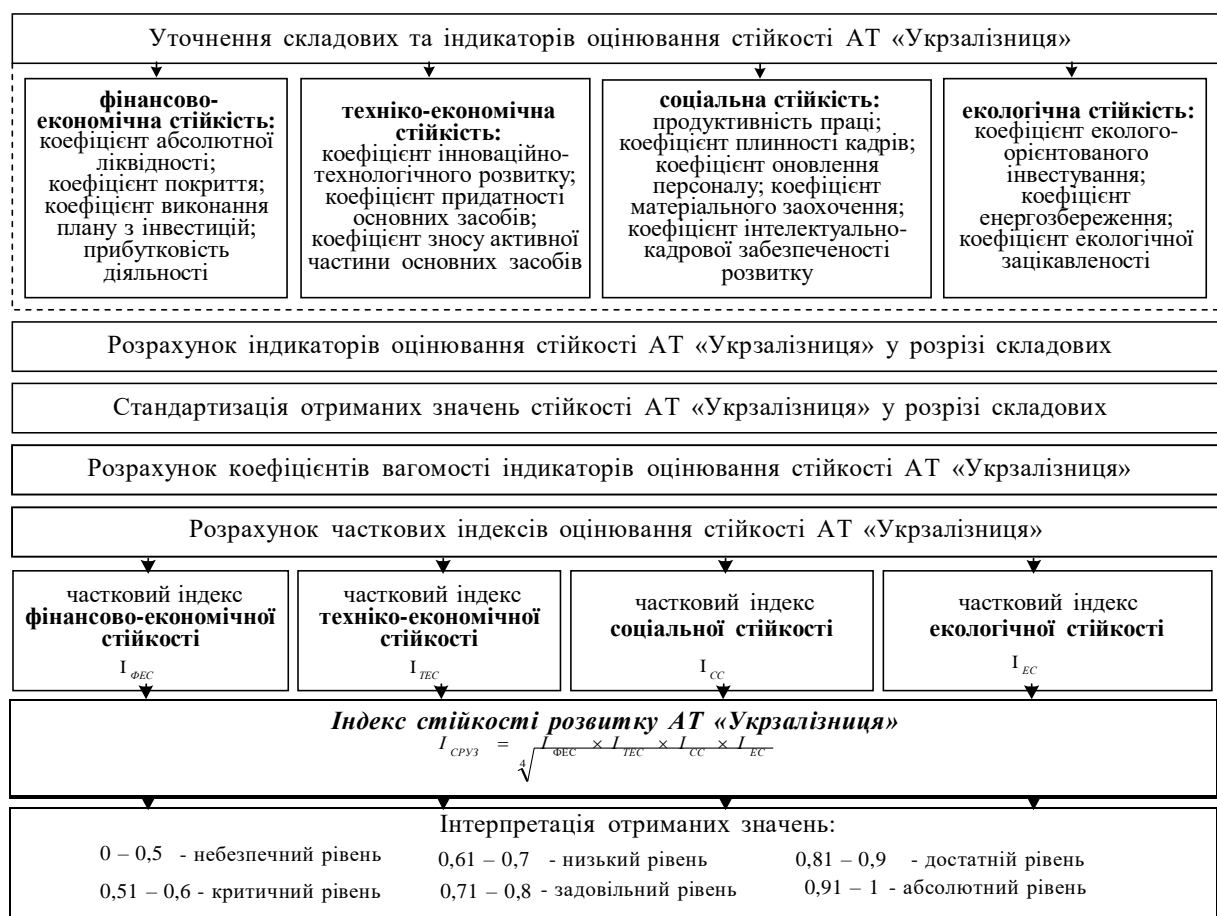 Уточнення складових та індикаторів оцінювання стійкості АТ «Укрзалізниця»
фінансово-
економічна стійкість:
коефіцієнт абсолютної
ліквідності;
коефіцієнт покриття;
коефіцієнт виконання
плану з інвестицій;
прибутковість
діяльності
техніко-економічна
стійкість:
коефіцієнт інноваційно-
технологічного розвитку;
коефіцієнт придатності
основних засобів;
коефіцієнт зносу активної
частини основних засобів
соціальна стійкість:
продуктивність праці;
коефіцієнт плинності кадрів;
коефіцієнт оновлення
персоналу; коефіцієнт
матеріального заохочення;
коефіцієнт інтелектуально-
кадрової забезпеченості
розвитку
екологічна стійкість:
коефіцієнт еколого-
орієнтованого
інвестування;
коефіцієнт
енергозбереження;
коефіцієнт екологічної
зацікавленості
Розрахунок індикаторів оцінювання стійкості АТ «Укрзалізниця» у розрізі складових
Стандартизація отриманих значень стійкості АТ «Укрзалізниця» у розрізі складових
Розрахунок коефіцієнтів вагомості індикаторів оцінювання стійкості АТ «Укрзалізниця»
Розрахунок часткових індексів оцінювання стійкості АТ «Укрзалізниця»
частковий індекс
фінансово-економічної
стійкості
I ФЕС
частковий індекс
техніко-економічної
стійкості
I ТЕС
частковий індекс
соціальної стійкості
I СС
частковий індекс
екологічної стійкості
I ЕС
Індекс стійкості розвитку АТ «Укрзалізниця»
I СРУЗ = ∜ I ФЕС × I ТЕС × I СС × I ЕС
Інтерпретація отриманих значень:
0 – 0,5 - небезпечний рівень
0,61 – 0,7 - низький рівень
0,81 – 0,9 - достатній рівень
0,51 – 0,6 - критичний рівень
0,71 – 0,8 - задовільний рівень
0,91 – 1 - абсолютний рівень